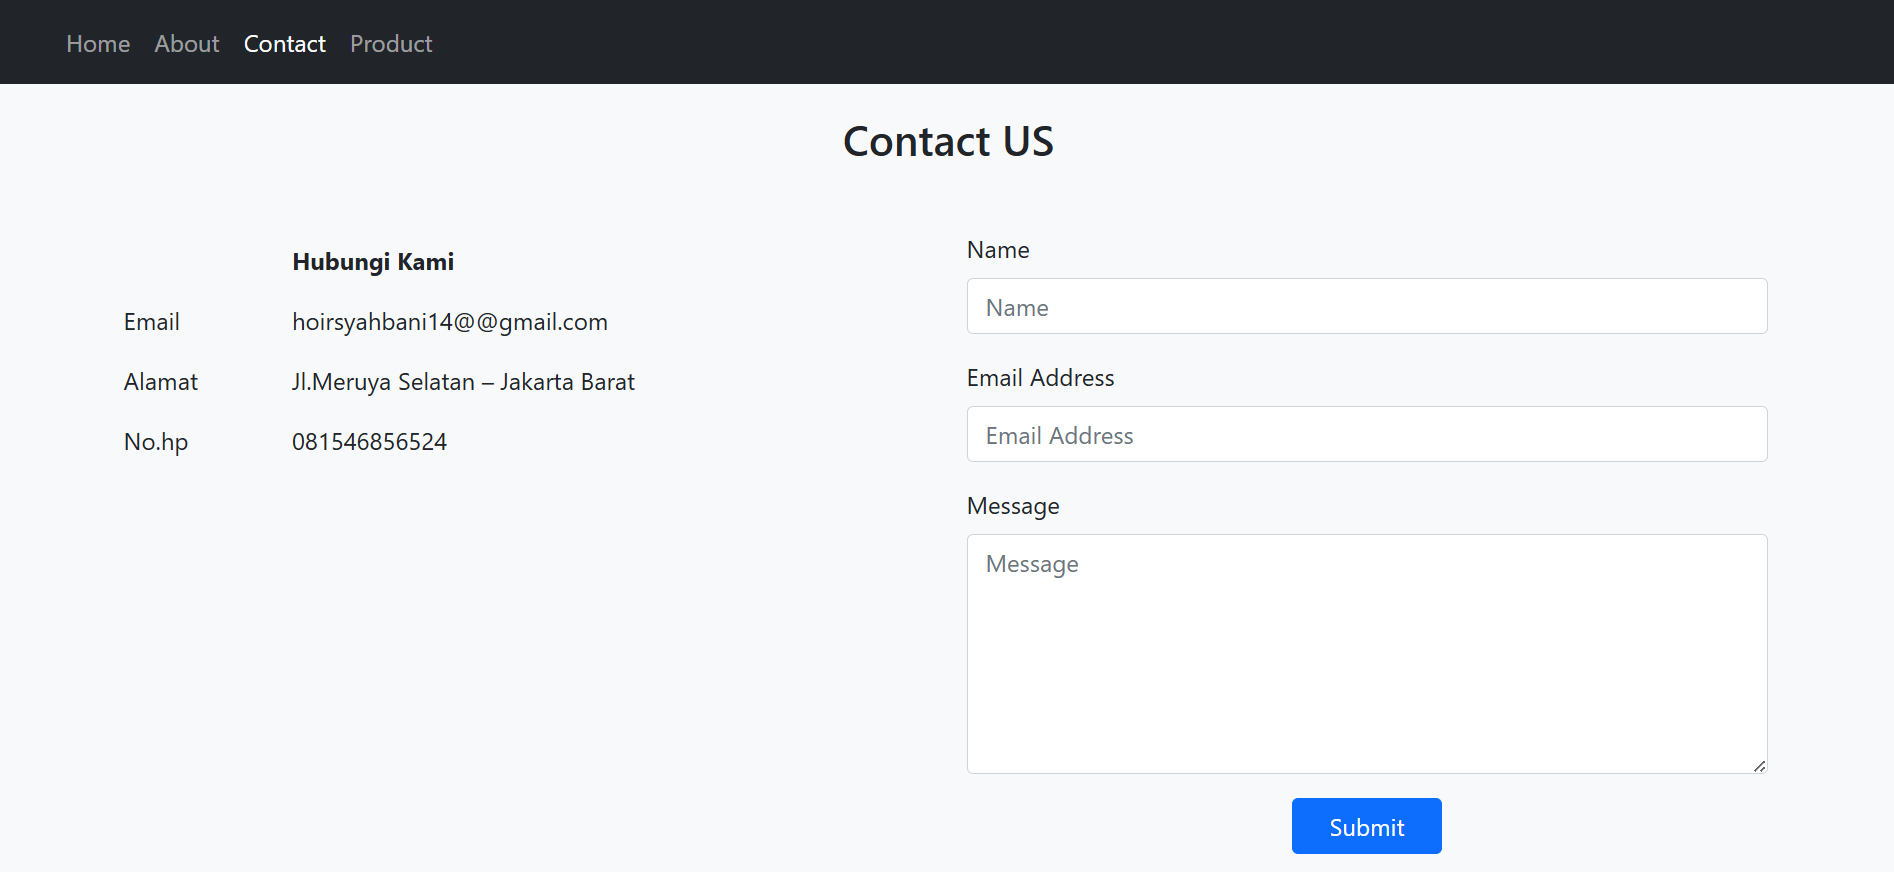 Home About Contact Product
Contact US
Hubungi Kami
Email hoirsyahbani14@@gmail.com
Alamat Jl.Meruya Selatan – Jakarta Barat
No.hp 081546856524
Name
Name
Email Address
Email Address
Message
Message
Submit